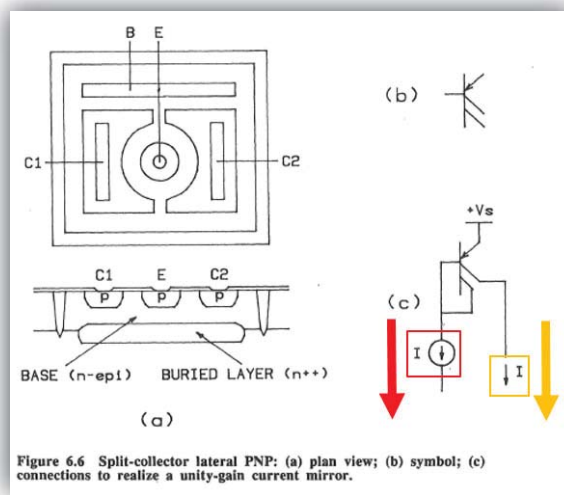 B E
C1
C2
(b)
+Vs
C1 E C2
P P P
(c)
I
I
BASE (n-epi) BURIED LAYER (n++)
(a)
Figure 6.6 Split-collector lateral PNP: (a) plan view; (b) symbol; (c)
connections to realize a unity-gain current mirror.